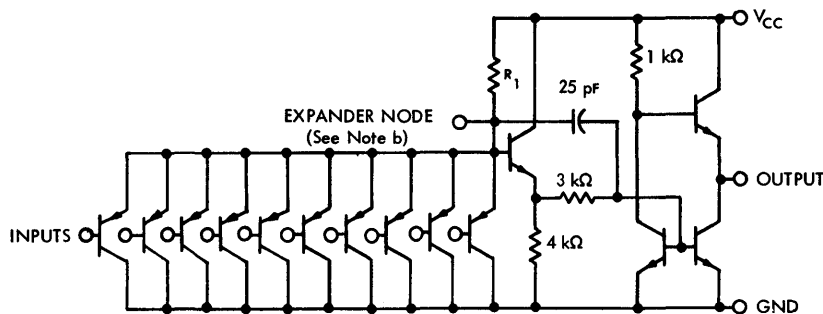 V_CC
1 kΩ
R_1
25 pF
EXPANDER NODE
(See Note b)
3 kΩ
OUTPUT
INPUTS
4 kΩ
GND